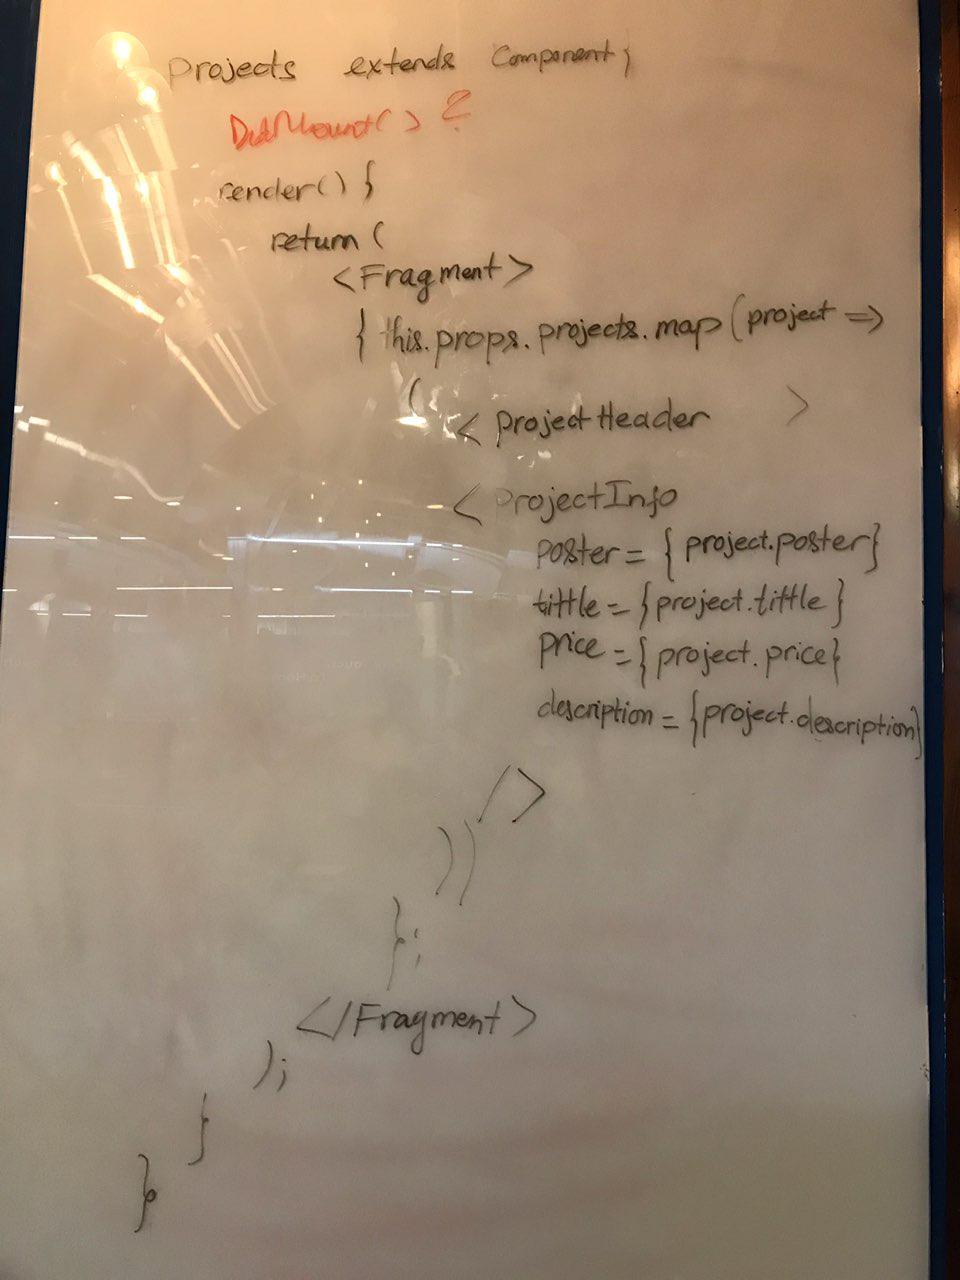 projects extends Component {
DidMount() ?
render() {
return (
<Fragment>
{ this.props.projects.map(project =>
(
< projectHeader >
< projectInfo
poster = { project.poster}
tittle = {project.tittle }
price = {project. price}
description = {project.description}
/>
))
};
</Fragment>
);
}
}